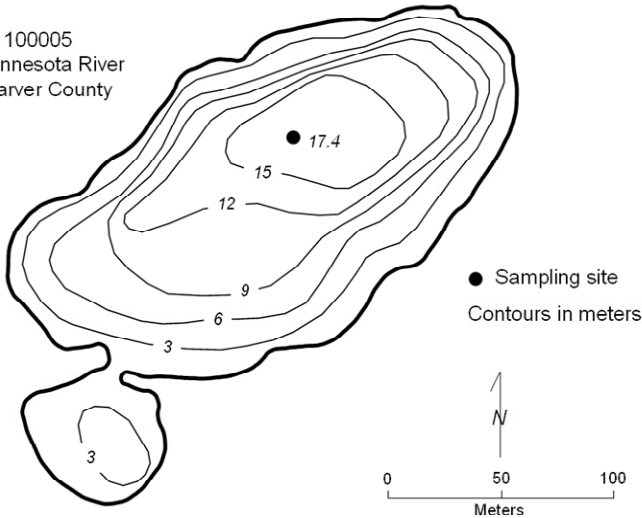 100005
nnesota River
arver County
17.4
15
12
9
6
3
3
Sampling site
Contours in meters
N
0 50 100
Meters